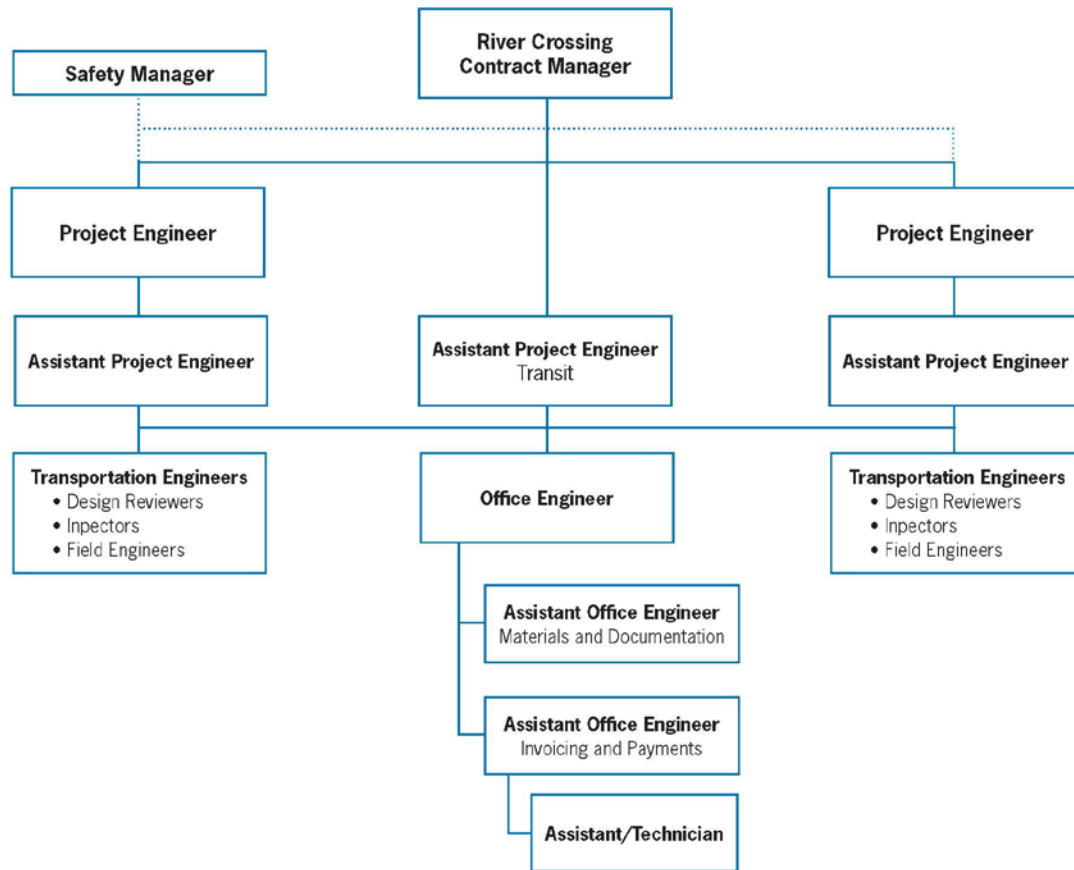 River Crossing
Contract Manager
Safety Manager
Project Engineer
Project Engineer
Assistant Project Engineer
Assistant Project Engineer
Transit
Assistant Project Engineer
Transportation Engineers
• Design Reviewers
• Inpectors
• Field Engineers
Office Engineer
Transportation Engineers
• Design Reviewers
• Inpectors
• Field Engineers
Assistant Office Engineer
Materials and Documentation
Assistant Office Engineer
Invoicing and Payments
Assistant/Technician